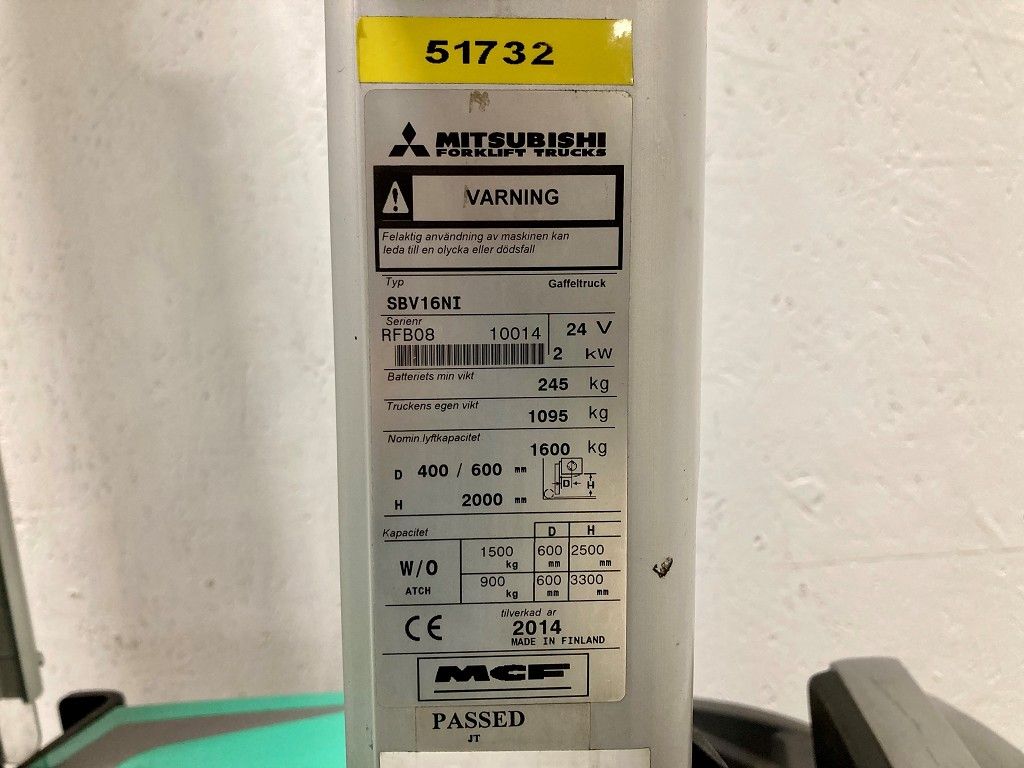 51732
MITSUBISHI
FORKLIFT TRUCKS
VARNING
Felaktig användning av maskinen kan
leda till en olycka eller dödsfall
Typ Gaffeltruck
SBV16NI
Serienr
RFB08 10014 24 V
2 kW
Batteriets min vikt 245 kg
Truckens egen vikt 1095 kg
Nomin.lyftkapacitet 1600 kg
D 400 / 600 mm
D H
H 2000 mm
Kapacitet D H
W/O 1500 kg 600 mm 2500 mm
ATCH 900 kg 600 mm 3300 mm
tillverkad ar
CE 2014
MADE IN FINLAND
MCF
PASSED
JT